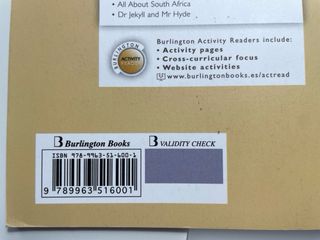 • All About South Africa
• Dr Jekyll and Mr Hyde
BURLINGTON
ACTIVITY
READER
Burlington Activity Readers include:
• Activity pages
• Cross-curricular focus
• Website activities
www.burlingtonbooks.es/actread
B Burlington Books
B VALIDITY CHECK
ISBN 978-9963-51-600-1
9 789963 516001